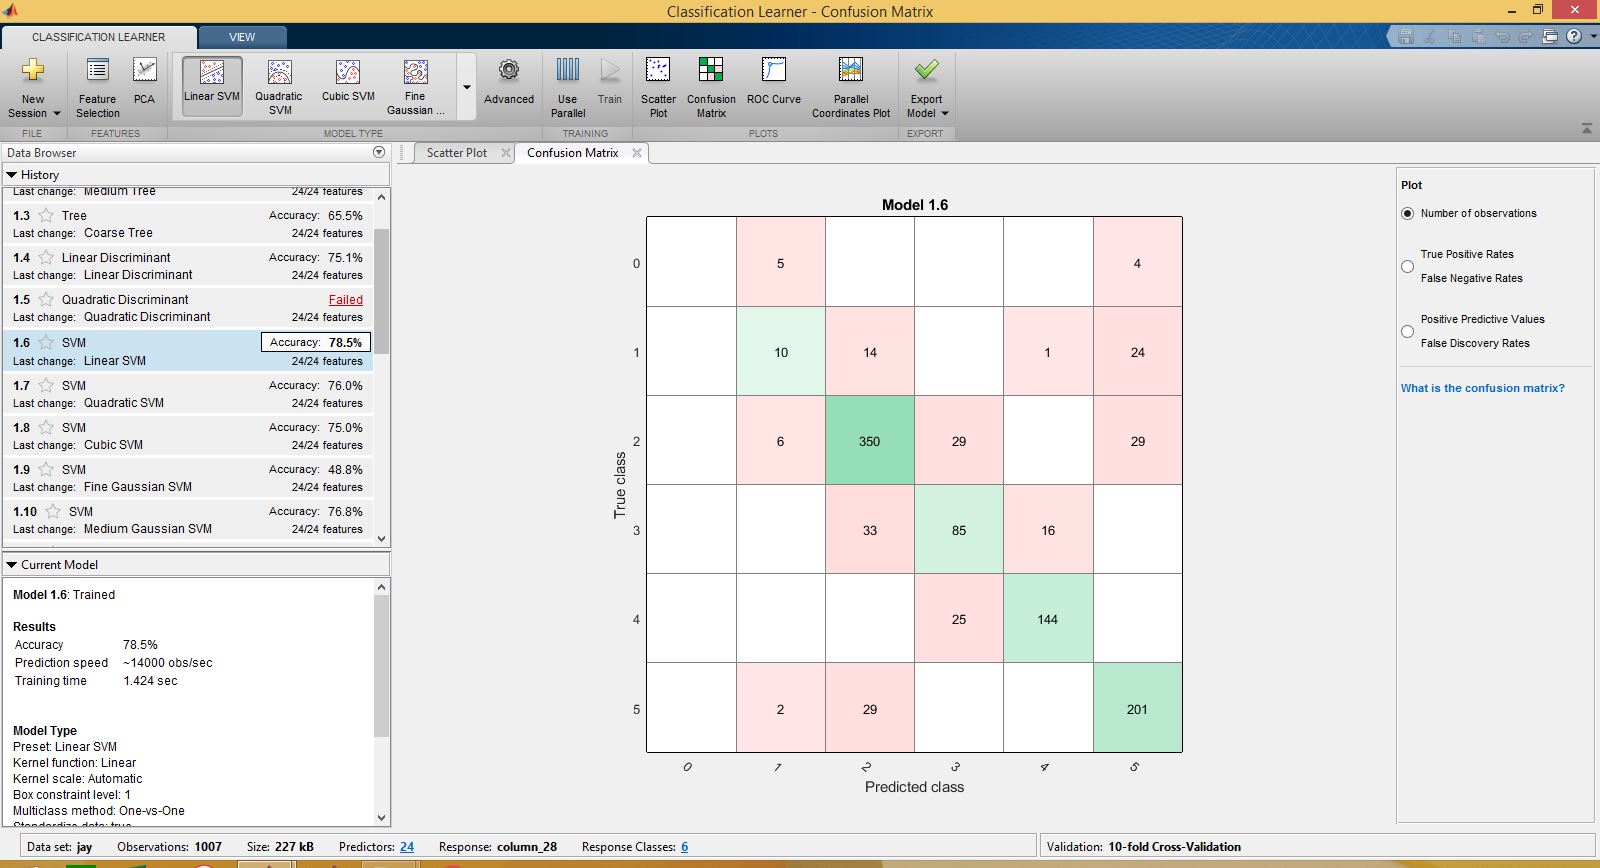 Classification Learner - Confusion Matrix
CLASSIFICATION LEARNER
VIEW
New Session
Feature Selection
PCA
Linear SVM
Quadratic SVM
Cubic SVM
Fine Gaussian ...
Advanced
Use Parallel
Train
Scatter Plot
Confusion Matrix
ROC Curve
Parallel Coordinates Plot
Export Model
FILE
FEATURES
MODEL TYPE
TRAINING
PLOTS
EXPORT
Data Browser
History
Last change: Medium Tree 24/24 features
1.3 Tree Accuracy: 65.5%
Last change: Coarse Tree 24/24 features
1.4 Linear Discriminant Accuracy: 75.1%
Last change: Linear Discriminant 24/24 features
1.5 Quadratic Discriminant Failed
Last change: Quadratic Discriminant 24/24 features
1.6 SVM Accuracy: 78.5%
Last change: Linear SVM 24/24 features
1.7 SVM Accuracy: 76.0%
Last change: Quadratic SVM 24/24 features
1.8 SVM Accuracy: 75.0%
Last change: Cubic SVM 24/24 features
1.9 SVM Accuracy: 48.8%
Last change: Fine Gaussian SVM 24/24 features
1.10 SVM Accuracy: 76.8%
Last change: Medium Gaussian SVM 24/24 features
Current Model
Model 1.6: Trained
Results
Accuracy 78.5%
Prediction speed ~14000 obs/sec
Training time 1.424 sec
Model Type
Preset: Linear SVM
Kernel function: Linear
Kernel scale: Automatic
Box constraint level: 1
Multiclass method: One-vs-One
Standardize data: true
Scatter Plot
Confusion Matrix
Model 1.6
0 5 4
1 10 14 1 24
2 6 350 29 29
3 33 85 16
4 25 144
5 2 29 201
True class
0 1 2 3 4 5
Predicted class
Plot
Number of observations
True Positive Rates
False Negative Rates
Positive Predictive Values
False Discovery Rates
What is the confusion matrix?
Data set: jay Observations: 1007 Size: 227 kB Predictors: 24 Response: column_28 Response Classes: 6
Validation: 10-fold Cross-Validation